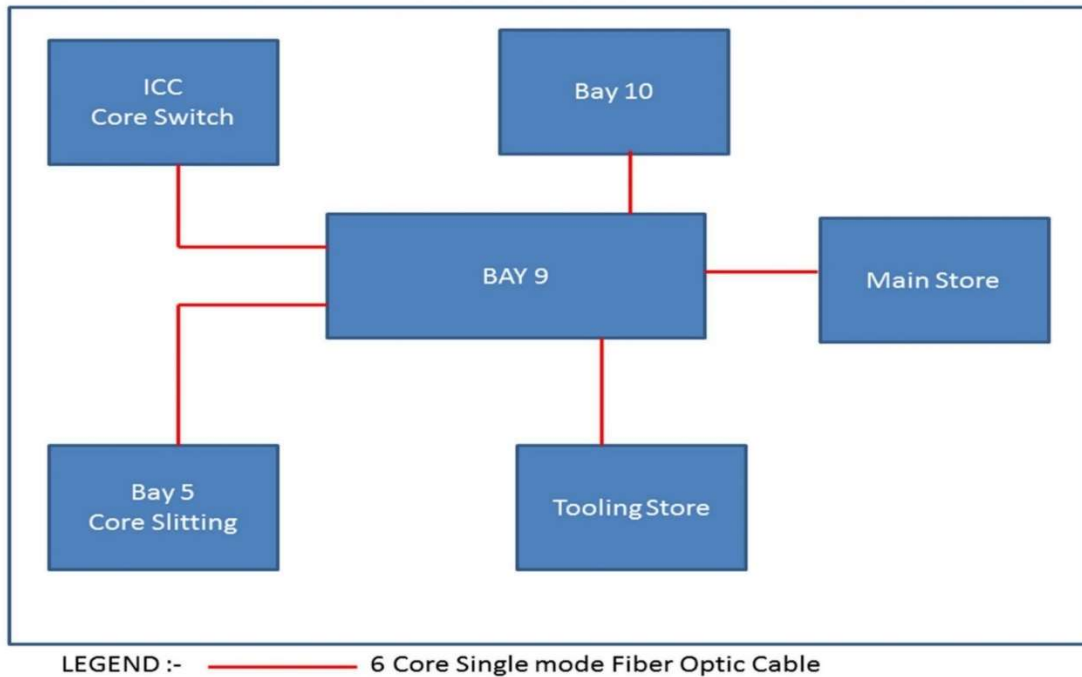 ICC
Core Switch
Bay 10
BAY 9
Main Store
Bay 5
Core Slitting
Tooling Store
LEGEND :- 6 Core Single mode Fiber Optic Cable